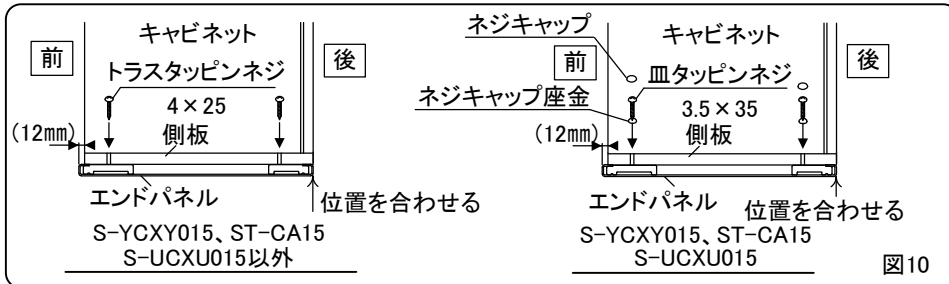 キャビネット
前
後
トラスタッピンネジ
4×25
(12mm)
側板
エンドパネル
位置を合わせる
S-YCXY015、ST-CA15
S-UCXU015以外
ネジキャップ
キャビネット
前
後
皿タッピンネジ
ネジキャップ座金
3.5×35
(12mm)
側板
エンドパネル
位置を合わせる
S-YCXY015、ST-CA15
S-UCXU015
図10